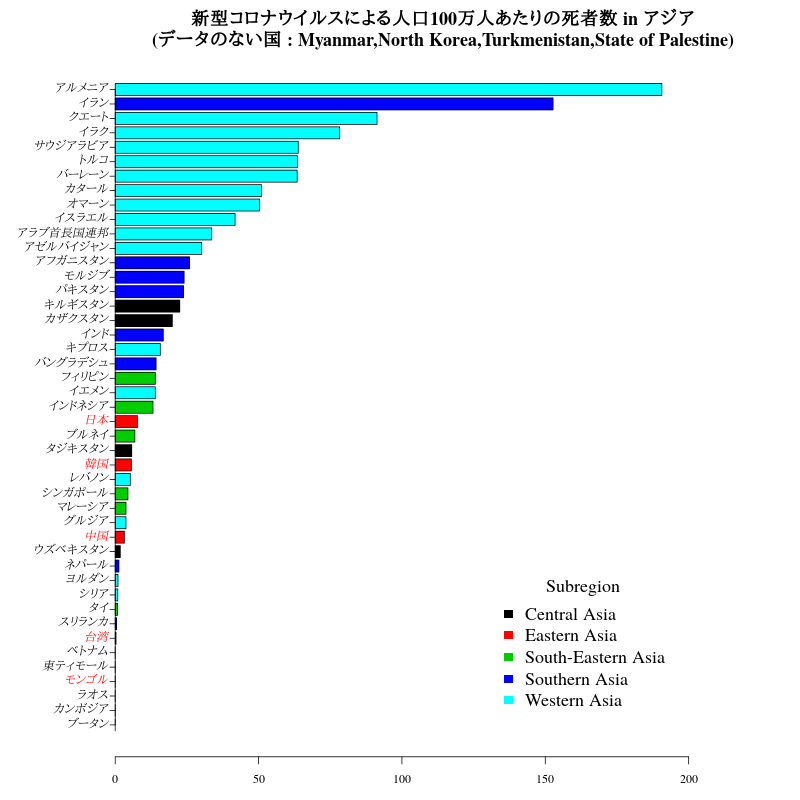 新型コロナウイルスによる人口100万人あたりの死者数 in アジア
(データのない国 : Myanmar,North Korea,Turkmenistan,State of Palestine)
アルメニア
イラン
クエート
イラク
サウジアラビア
トルコ
バーレーン
カタール
オマーン
イスラエル
アラブ首長国連邦
アゼルバイジャン
アフガニスタン
モルジブ
パキスタン
キルギスタン
カザクスタン
インド
キプロス
バングラデシュ
フィリピン
イエメン
インドネシア
日本
ブルネイ
タジキスタン
韓国
レバノン
シンガポール
マレーシア
グルジア
中国
ウズベキスタン
ネパール
ヨルダン
シリア
タイ
スリランカ
台湾
ベトナム
東ティモール
モンゴル
ラオス
カンボジア
ブータン
Subregion
Central Asia
Eastern Asia
South-Eastern Asia
Southern Asia
Western Asia
0 50 100 150 200